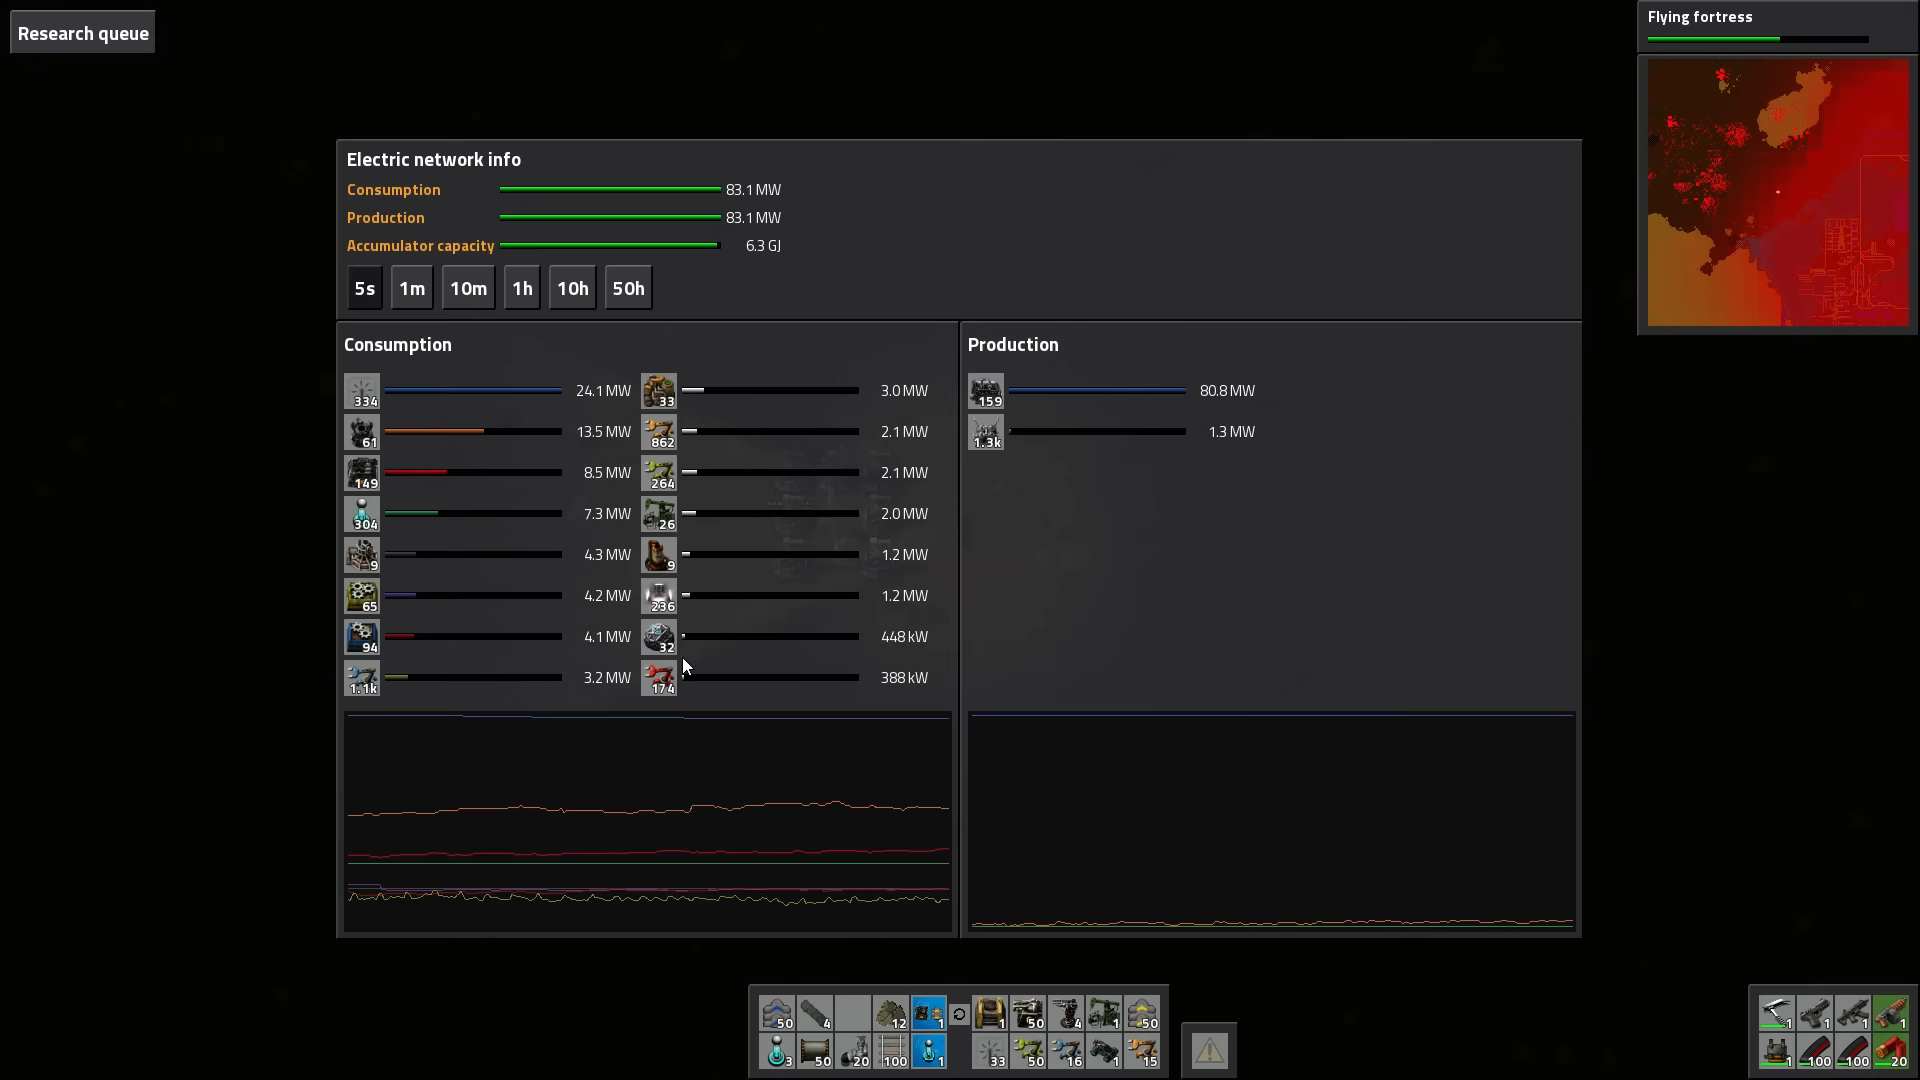 Research queue
Flying fortress
Electric network info
Consumption 83.1 MW
Production 83.1 MW
Accumulator capacity 6.3 GJ
5s 1m 10m 1h 10h 50h
Consumption
334 24.1 MW 33 3.0 MW
61 13.5 MW 862 2.1 MW
149 8.5 MW 264 2.1 MW
304 7.3 MW 26 2.0 MW
9 4.3 MW 9 1.2 MW
65 4.2 MW 236 1.2 MW
94 4.1 MW 32 448 kW
1.1k 3.2 MW 174 388 kW
Production
159 80.8 MW
1.3k 1.3 MW
50 4 12 1 1 50 4 1 50
3 50 20 100 1 33 50 16 1 15
1 1 1 1
1 100 100 20